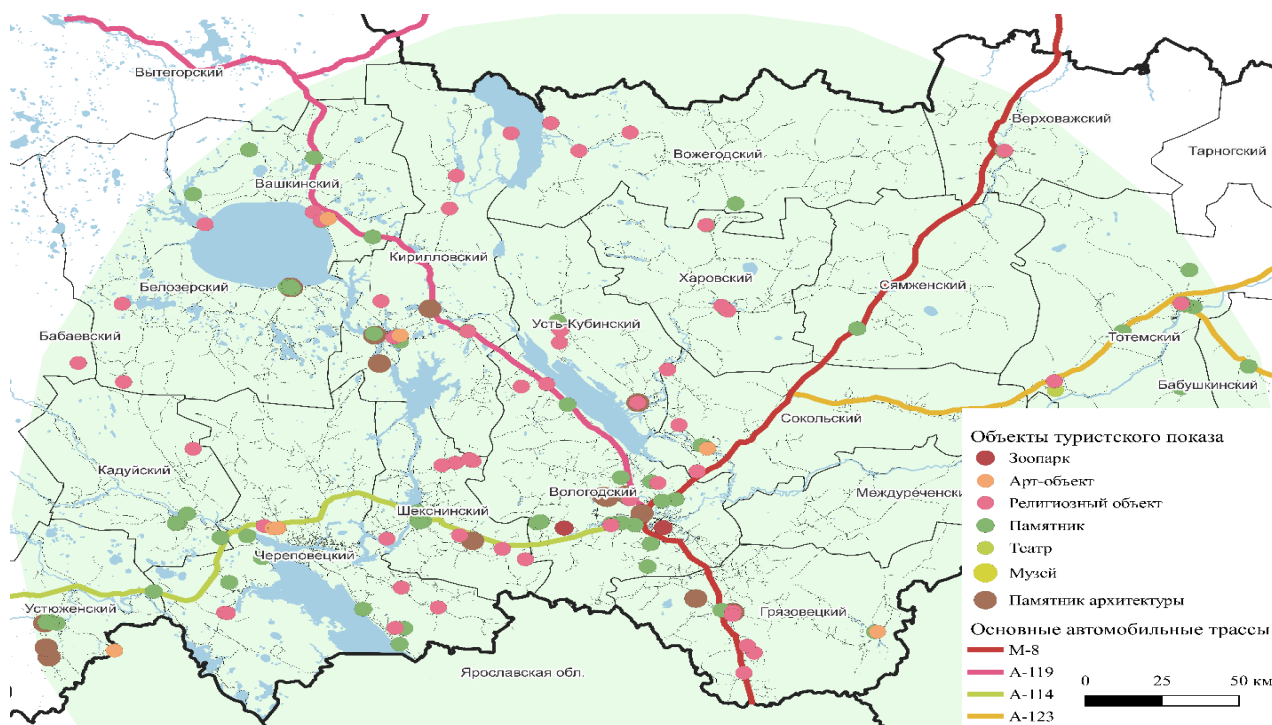 Вытегорский
Верховажский
Тарногский
Вожегодский
Вашкинский
Кирилловский
Харовский
Сямженский
Белозерский
Усть-Кубинский
Бабаевский
Тотемский
Бабушкинский
Сокольский
Кадуйский
Вологодский
Междуреченски
Шекснинский
Череповецкий
Устюженский
Грязовецкий
Ярославская обл.
Объекты туристского показа
Зоопарк
Арт-объект
Религиозный объект
Памятник
Театр
Музей
Памятник архитектуры
Основные автомобильные трассы
М-8
А-119
А-114
А-123
0 25 50 км